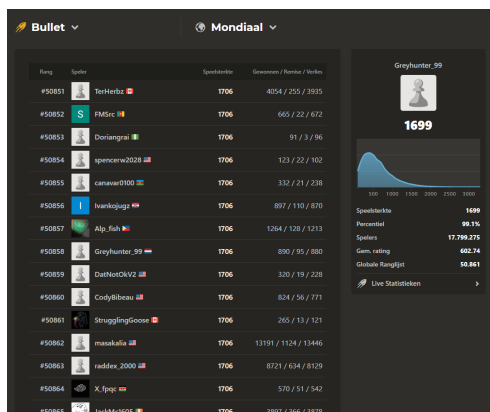 Bullet
Mondiaal
Rang Speler Speelsterkte Gewonnen / Remise / Verlies
#50851 TerHerbz 1706 4054 / 255 / 3935
#50852 S FMSrc 1706 665 / 22 / 672
#50853 Doriangrai 1706 91 / 3 / 96
#50854 spencerw2028 1706 123 / 22 / 102
#50855 canavar0100 1706 332 / 21 / 238
#50856 I Ivankojugz 1706 897 / 110 / 870
#50857 Alp_fish 1706 1264 / 128 / 1213
#50858 Greyhunter_99 1706 890 / 95 / 880
#50859 DatNotOkV2 1706 320 / 19 / 228
#50860 CodyBibeau 1706 824 / 56 / 771
#50861 StrugglingGoose 1706 265 / 13 / 121
#50862 masakalia 1706 13191 / 1124 / 13446
#50863 raddex_2000 1706 8721 / 634 / 8129
#50864 X_fpqc 1706 570 / 51 / 542
#50865 JackMc1605 1706 3897 / 366 / 3878
Greyhunter_99
1699
500 1000 1500 2000 2500 3000
Speelsterkte 1699
Percentiel 99.1%
Spelers 17.799.275
Gem. rating 602.74
Globale Ranglijst 50.861
Live Statistieken